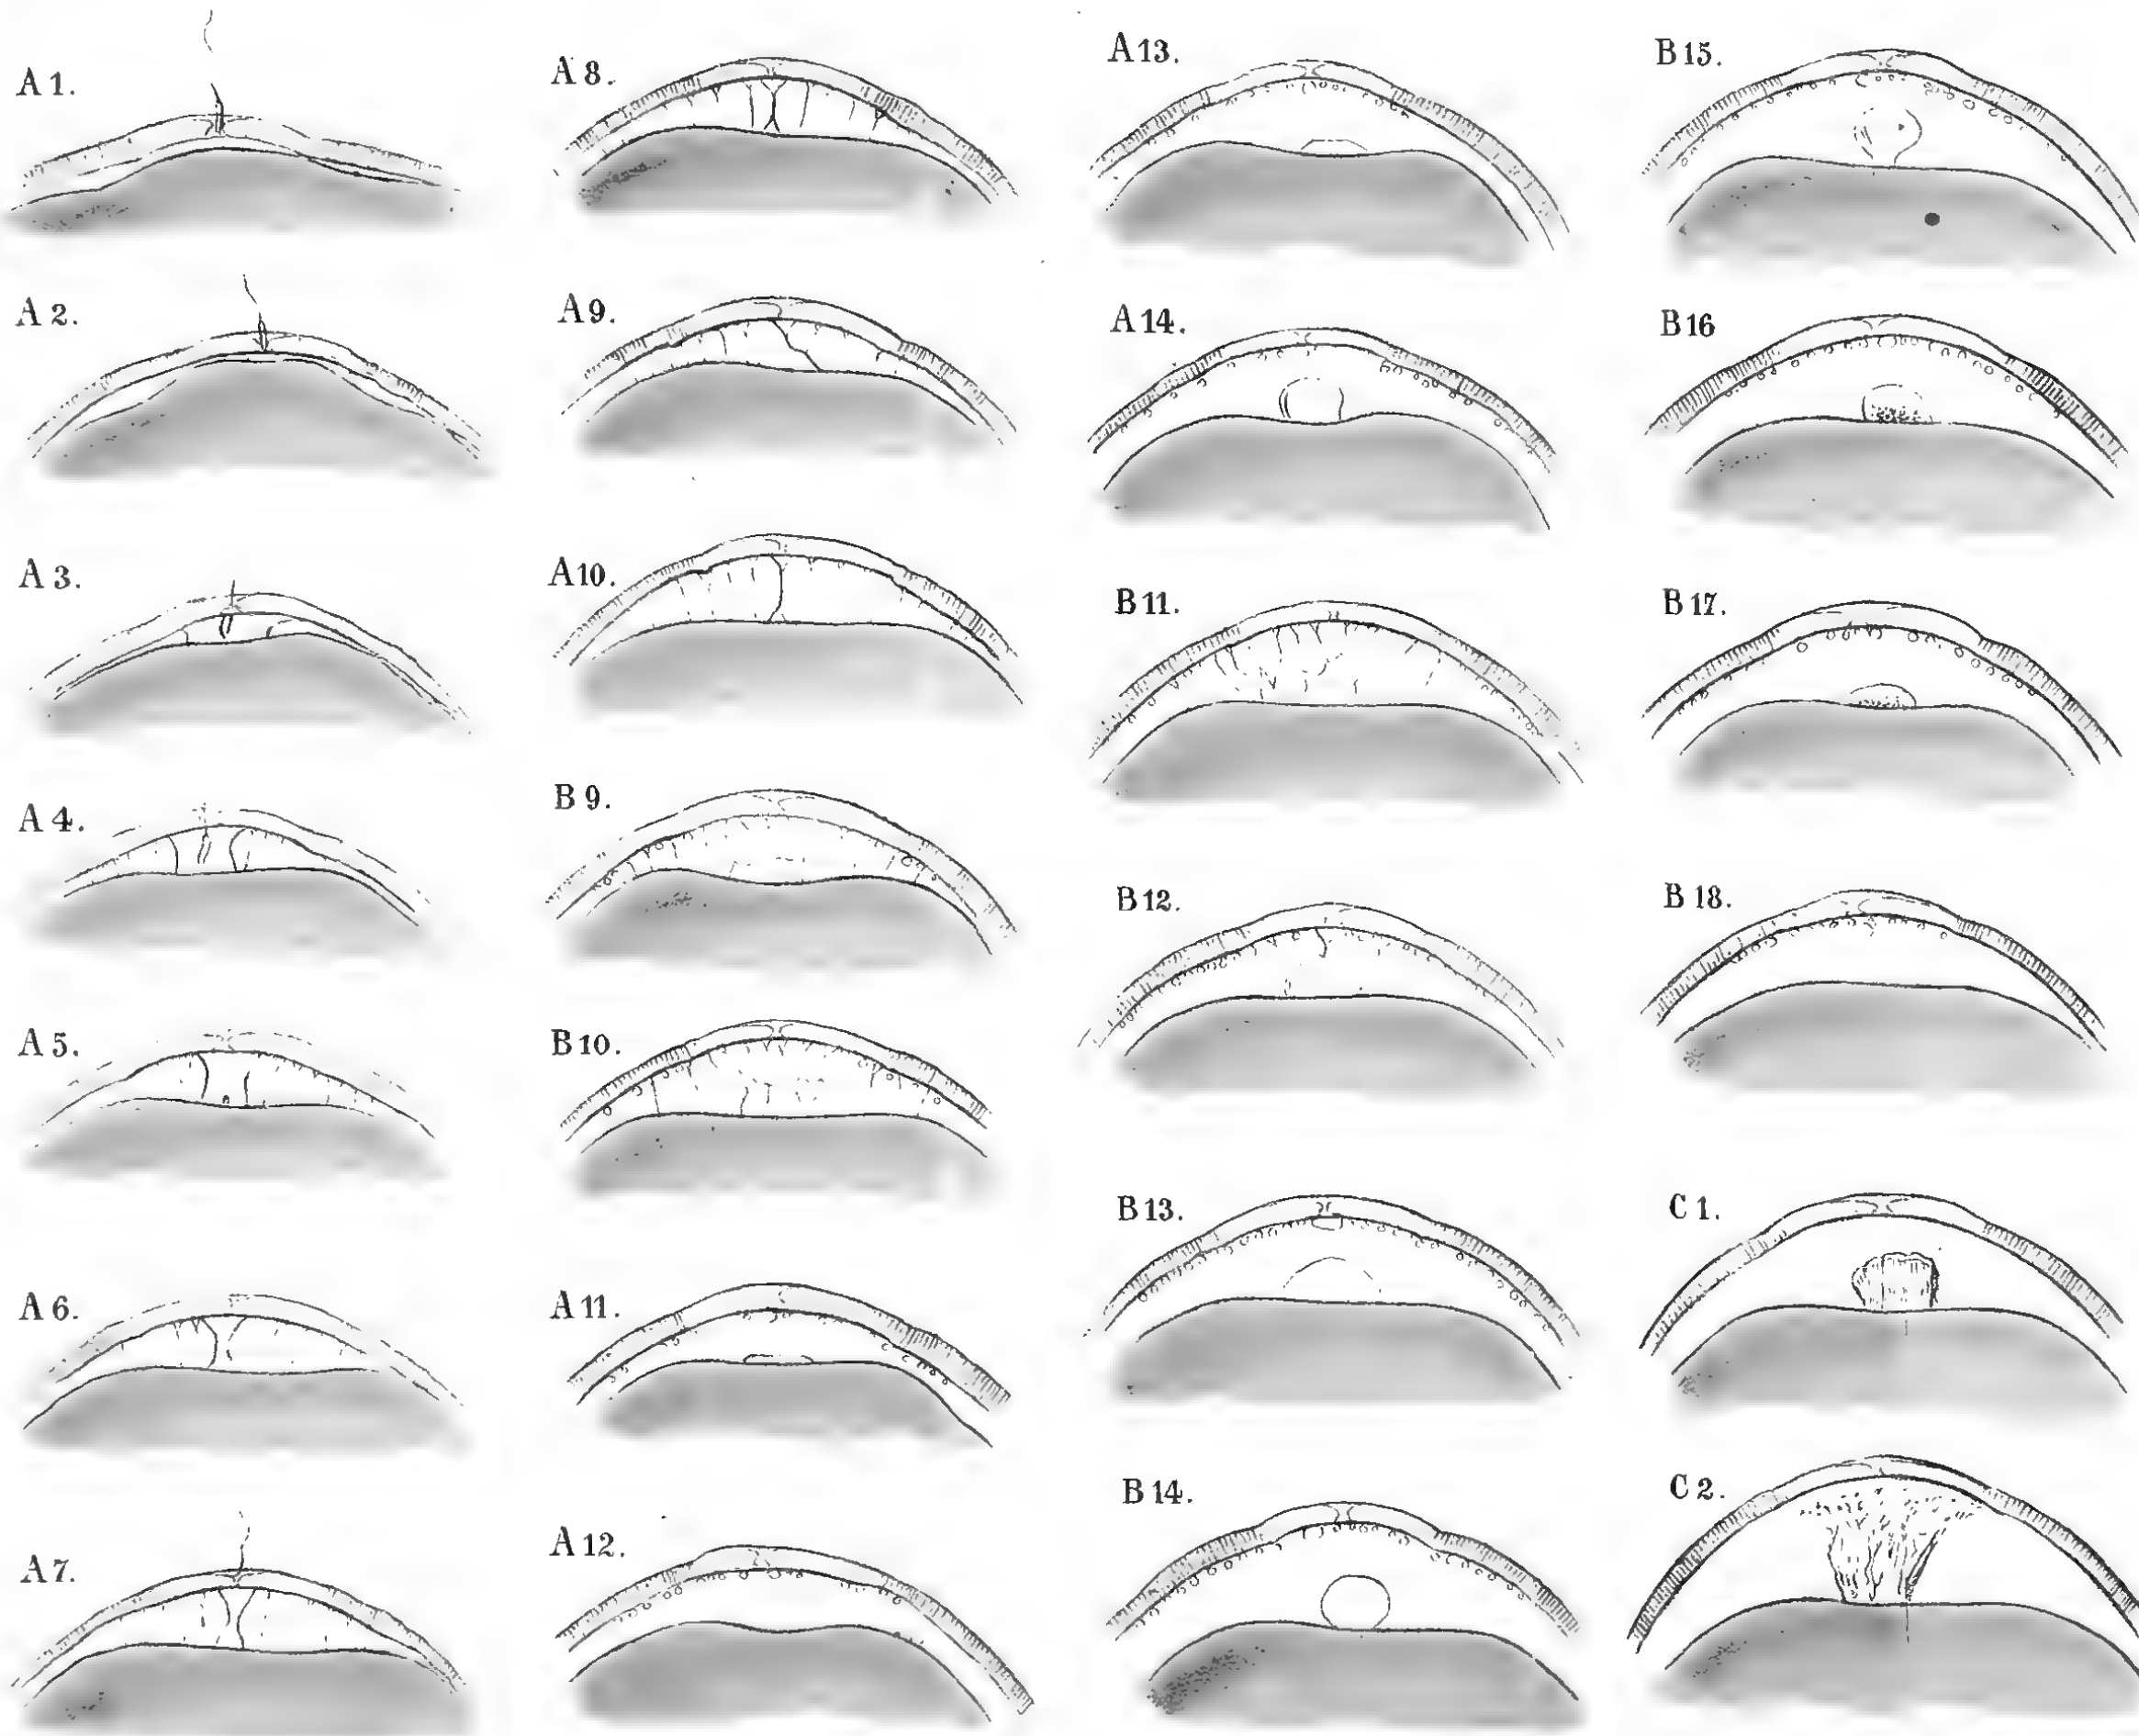 A 1.
A 2.
A 3.
A 4.
A 5.
A 6.
A 7.
A 8.
A 9.
A 10.
B 9.
B 10.
A 11.
A 12.
A 13.
A 14.
B 11.
B 12.
B 13.
B 14.
B 15.
B 16
B 17.
B 18.
C 1.
C 2.